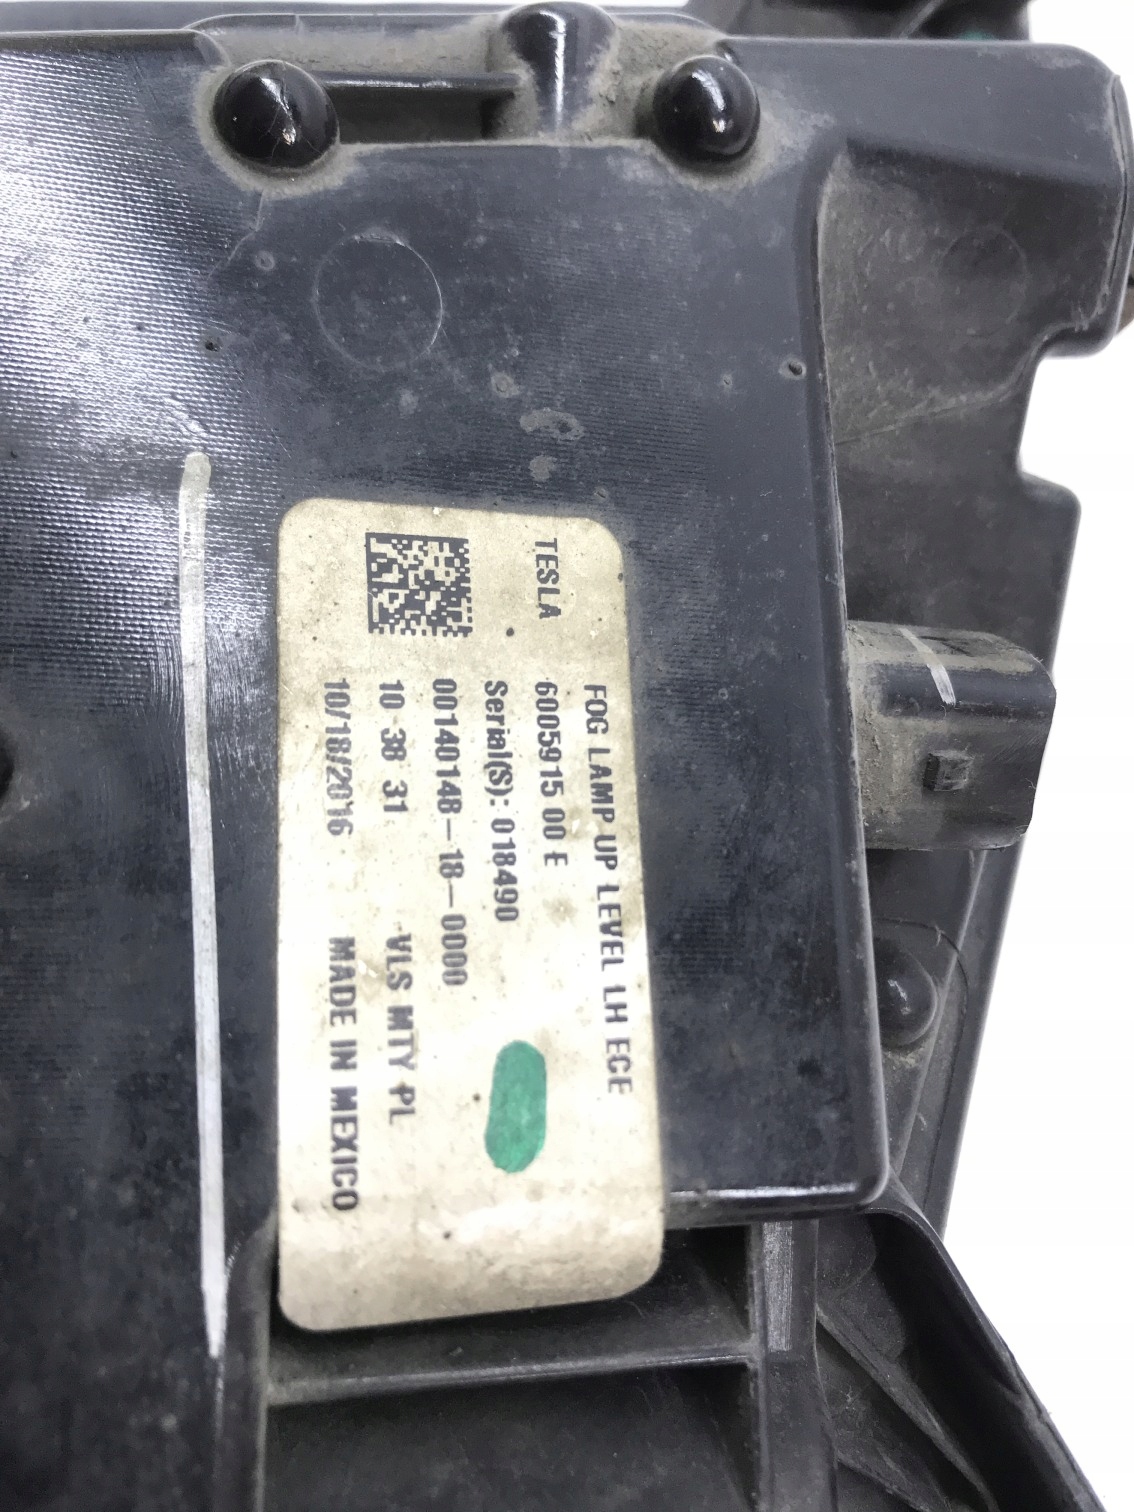 FOG LAMP UP LEVEL LH ECE
TESLA 6005915 00 E
Serial(S): 018490
00140148-18-0000
10 38 31 VLS MTY PL
10/18/2016 MADE IN MEXICO